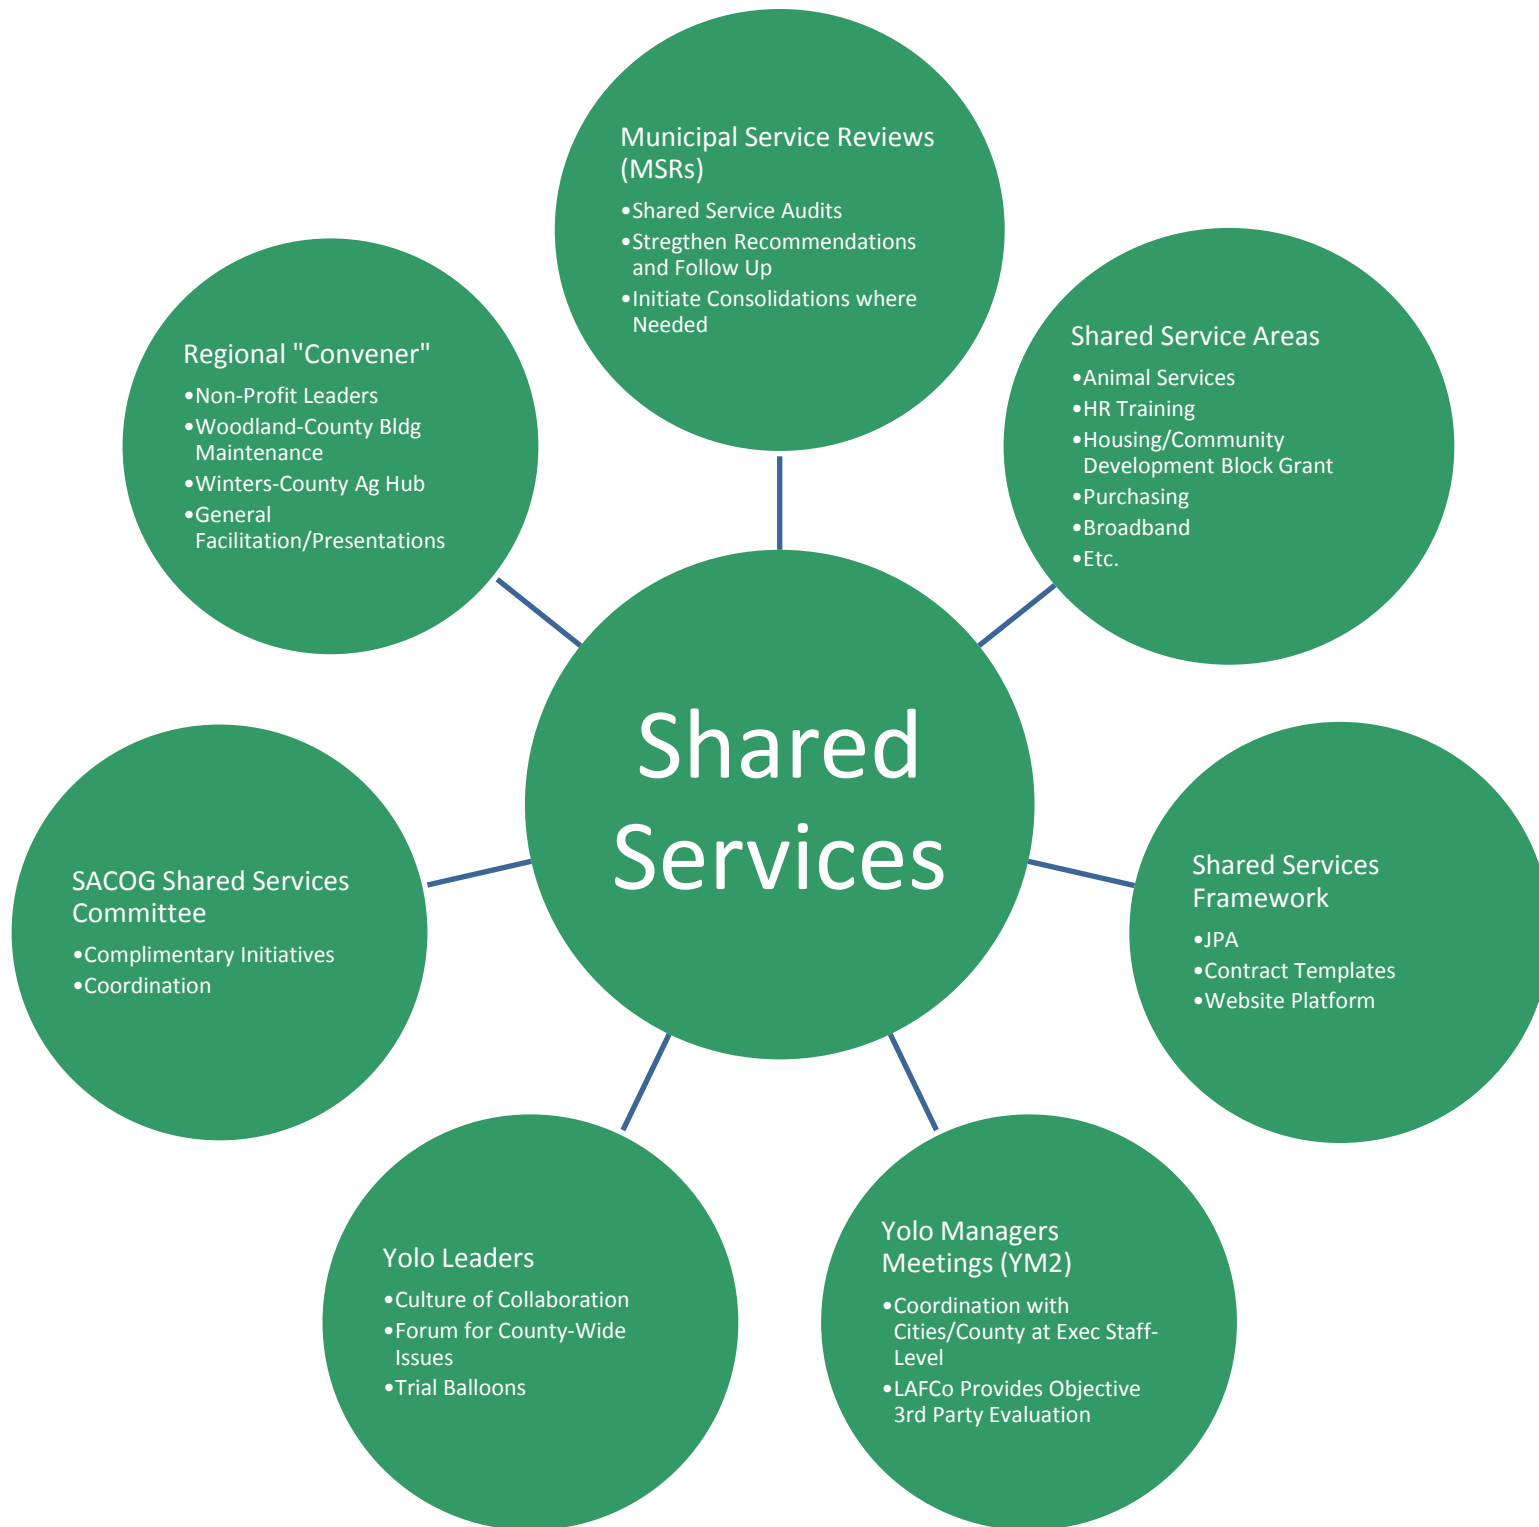 Municipal Service Reviews
(MSRs)
•Shared Service Audits
•Stregthen Recommendations
and Follow Up
•Initiate Consolidations where
Needed
Shared Service Areas
•Animal Services
•HR Training
•Housing/Community
Development Block Grant
•Purchasing
•Broadband
•Etc.
Shared Services
Framework
•JPA
•Contract Templates
•Website Platform
Yolo Managers
Meetings (YM2)
•Coordination with
Cities/County at Exec Staff-
Level
•LAFCo Provides Objective
3rd Party Evaluation
Yolo Leaders
•Culture of Collaboration
•Forum for County-Wide
Issues
•Trial Balloons
SACOG Shared Services
Committee
•Complimentary Initiatives
•Coordination
Regional "Convener"
•Non-Profit Leaders
•Woodland-County Bldg
Maintenance
•Winters-County Ag Hub
•General
Facilitation/Presentations
Shared
Services